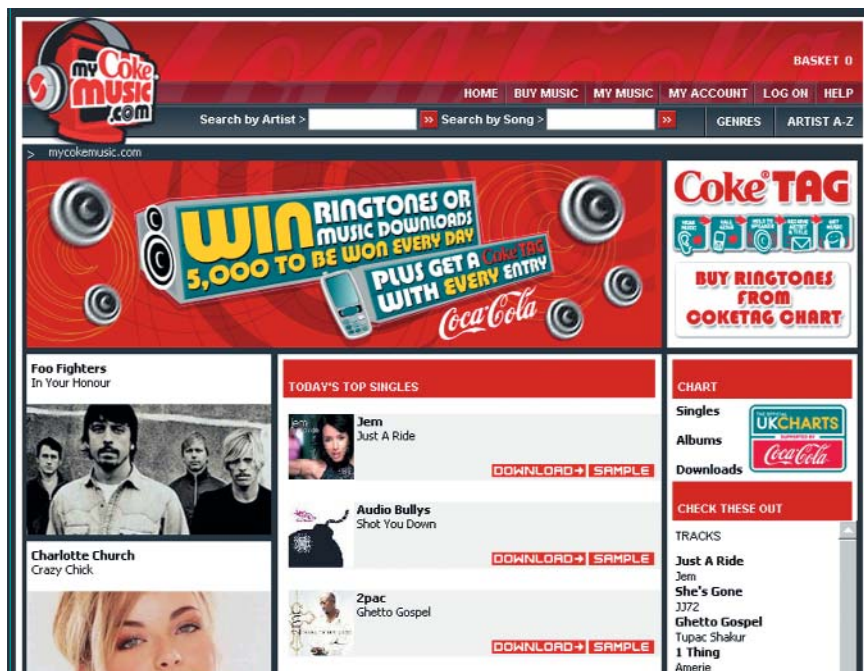 my Coke
music
.com
BASKET 0
HOME BUY MUSIC MY MUSIC MY ACCOUNT LOG ON HELP
Search by Artist > >> Search by Song > >> GENRES ARTIST A-Z
> mycokemusic.com
WIN RINGTONES OR
MUSIC DOWNLOADS
5,000 TO BE WON EVERY DAY
PLUS GET A Coke TAG
WITH EVERY ENTRY
Coca-Cola
Coke TAG
BUY RINGTONES
FROM
COKETAG CHART
Foo Fighters
In Your Honour
Charlotte Church
Crazy Chick
TODAY'S TOP SINGLES
Jem
Just A Ride
DOWNLOAD SAMPLE
Audio Bullys
Shot You Down
DOWNLOAD SAMPLE
2pac
Ghetto Gospel
DOWNLOAD SAMPLE
CHART
Singles
Albums
Downloads
THE OFFICIAL
UKCHARTS
SUPPORTED BY
Coca-Cola
CHECK THESE OUT
TRACKS
Just A Ride
Jem
She's Gone
JJ72
Ghetto Gospel
Tupac Shakur
1 Thing
Amerie